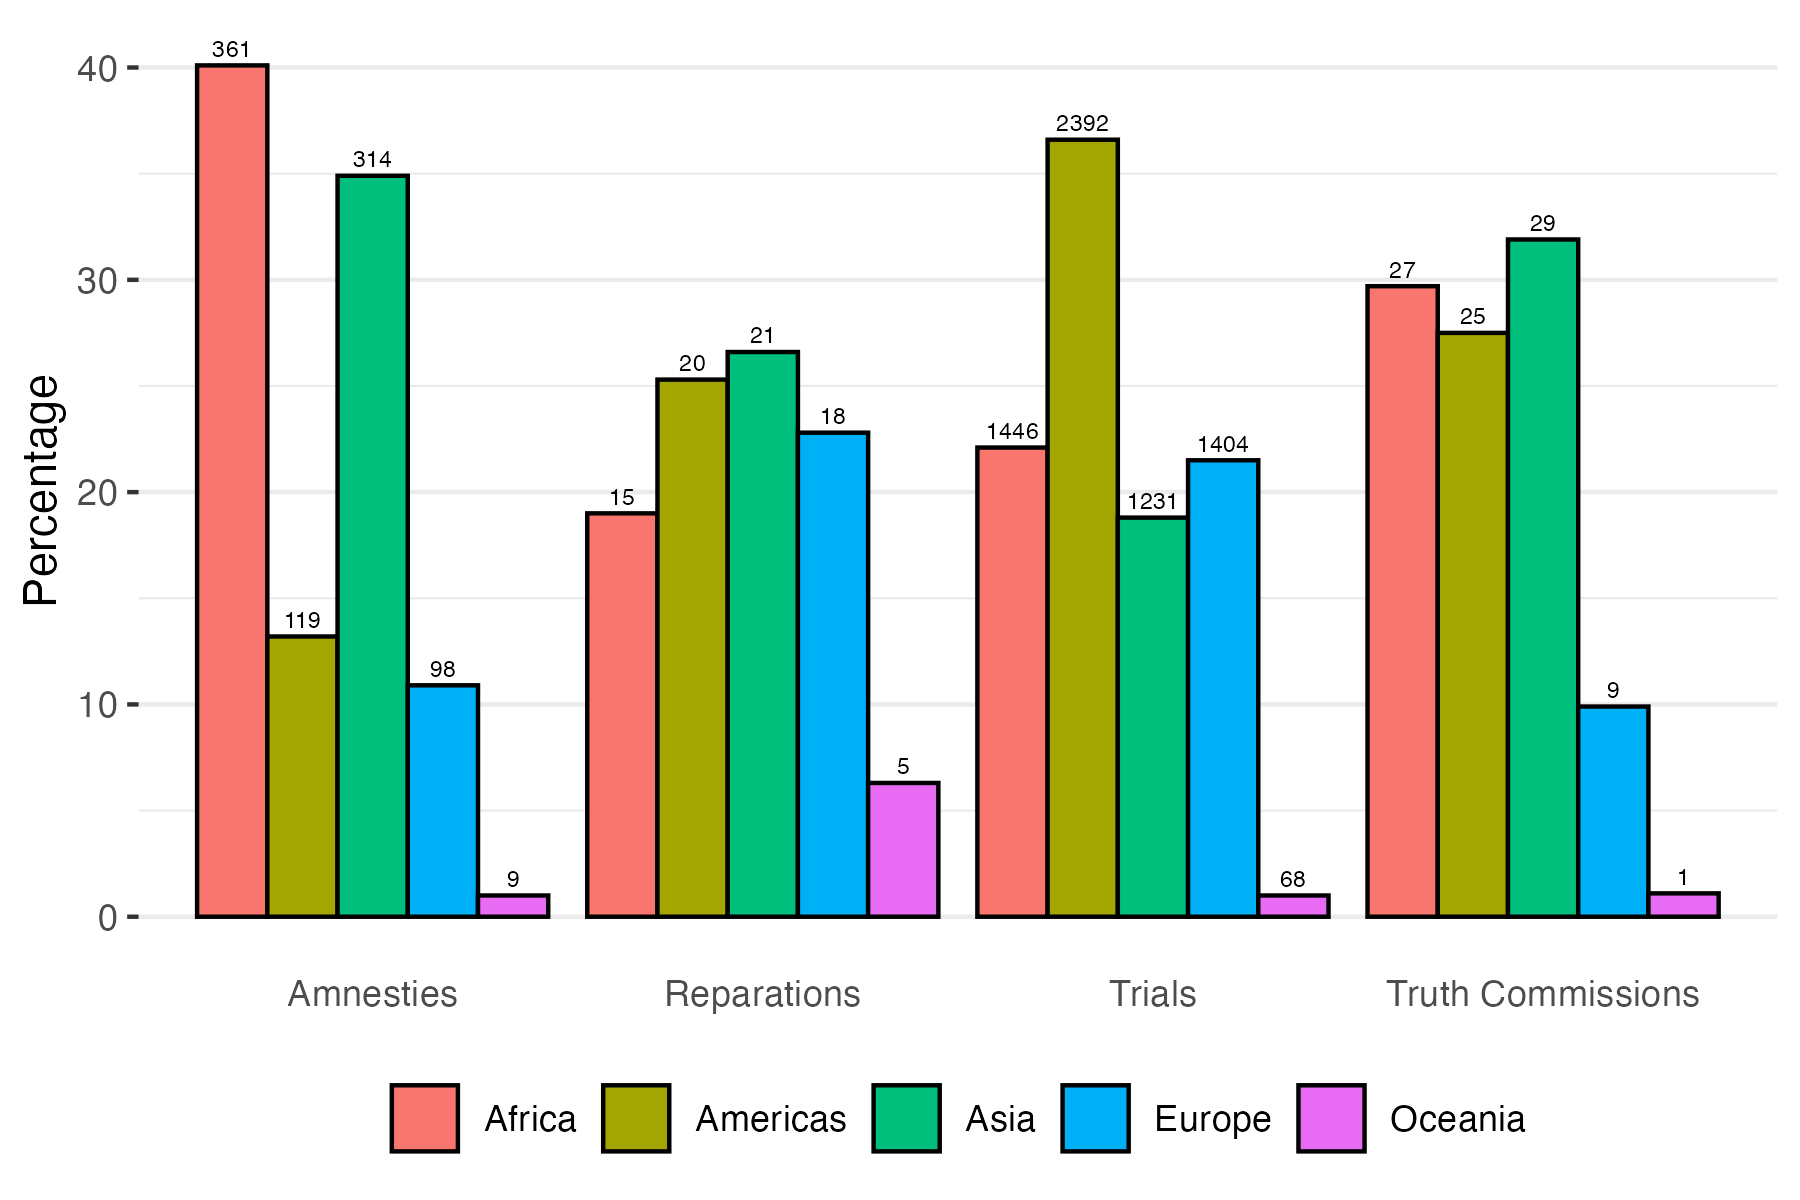 Percentage
40
30
20
10
0
361
119
314
98
9
15
20
21
18
5
1446
2392
1231
1404
68
27
25
29
9
1
Amnesties
Reparations
Trials
Truth Commissions
Africa
Americas
Asia
Europe
Oceania